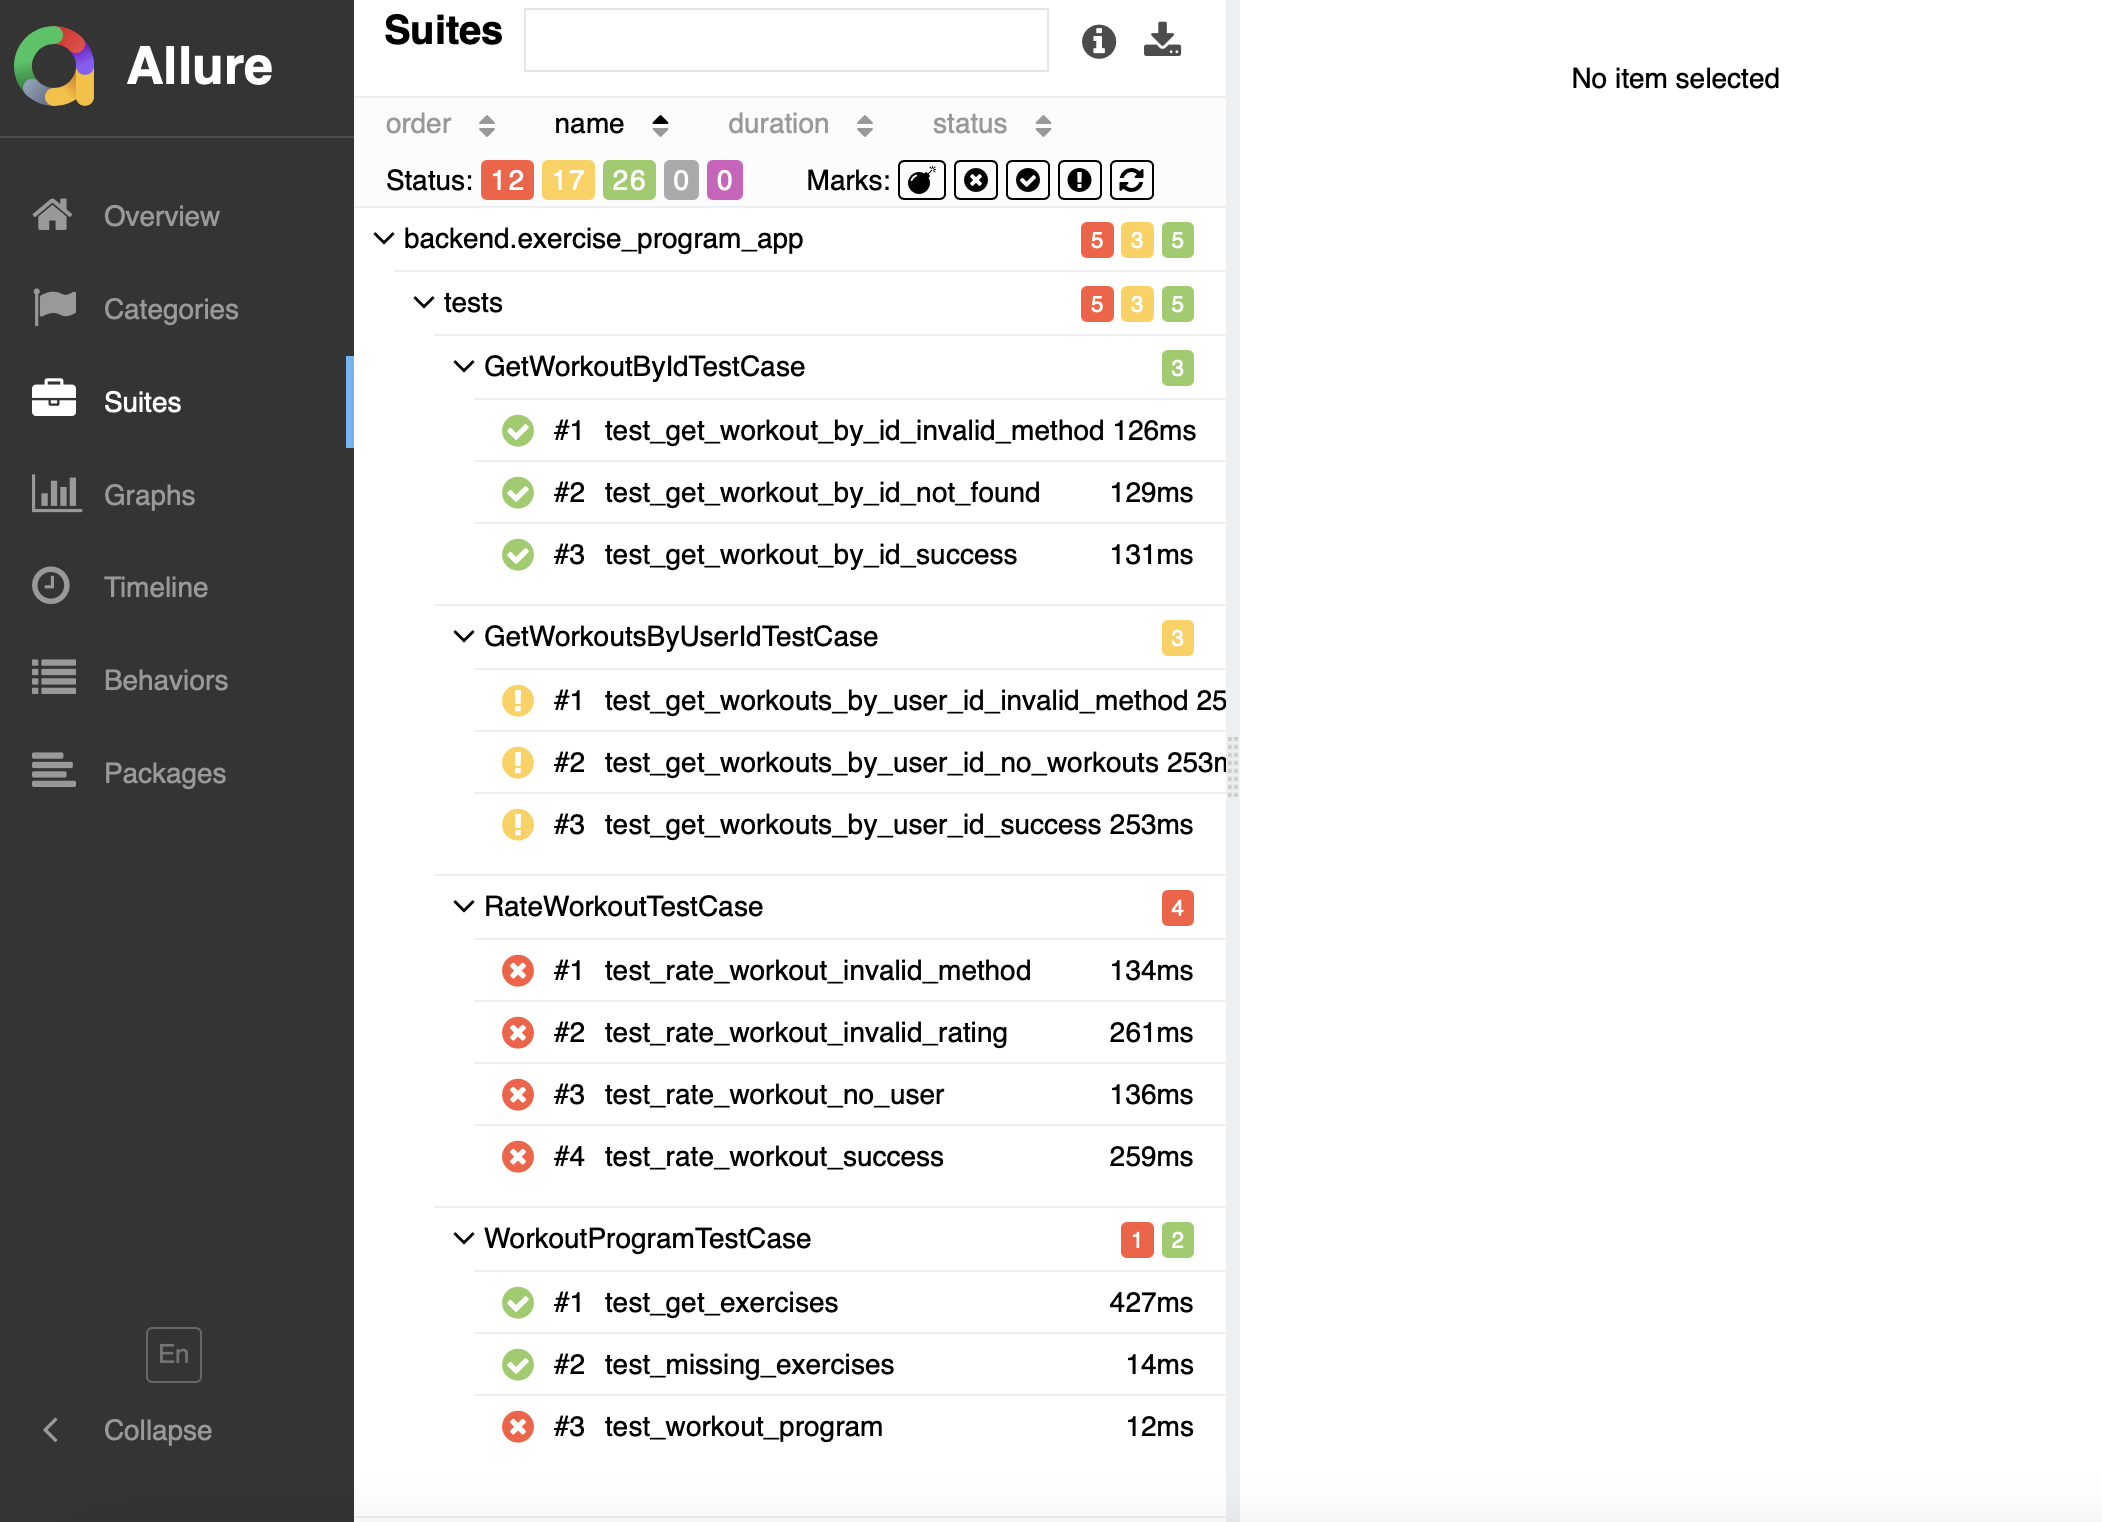 Allure
Overview
Categories
Suites
Graphs
Timeline
Behaviors
Packages
En
Collapse
Suites
order name duration status
Status: 12 17 26 0 0 Marks:
backend.exercise_program_app 5 3 5
tests 5 3 5
GetWorkoutByIdTestCase 3
#1 test_get_workout_by_id_invalid_method 126ms
#2 test_get_workout_by_id_not_found 129ms
#3 test_get_workout_by_id_success 131ms
GetWorkoutsByUserIdTestCase 3
#1 test_get_workouts_by_user_id_invalid_method 25
#2 test_get_workouts_by_user_id_no_workouts 253m
#3 test_get_workouts_by_user_id_success 253ms
RateWorkoutTestCase 4
#1 test_rate_workout_invalid_method 134ms
#2 test_rate_workout_invalid_rating 261ms
#3 test_rate_workout_no_user 136ms
#4 test_rate_workout_success 259ms
WorkoutProgramTestCase 1 2
#1 test_get_exercises 427ms
#2 test_missing_exercises 14ms
#3 test_workout_program 12ms
No item selected